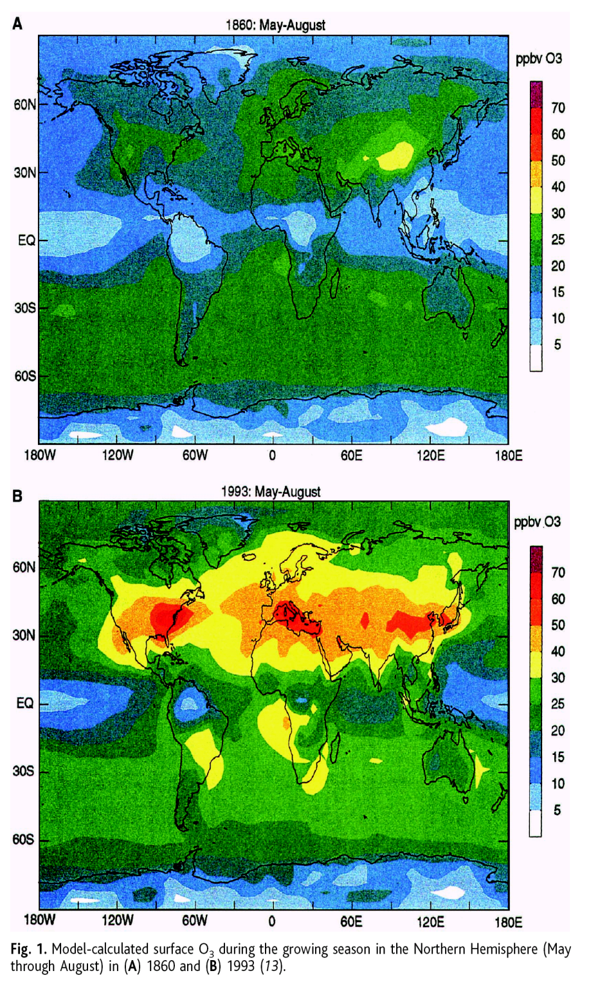 A
1860: May-August
ppbv O3
60N
30N
EQ
30S
60S
70
60
50
40
30
25
20
15
10
5
180W 120W 60W 0 60E 120E 180E
B
1993: May-August
ppbv O3
60N
30N
EQ
30S
60S
70
60
50
40
30
25
20
15
10
5
180W 120W 60W 0 60E 120E 180E
Fig. 1. Model-calculated surface O₃ during the growing season in the Northern Hemisphere (May
through August) in (A) 1860 and (B) 1993 (13).